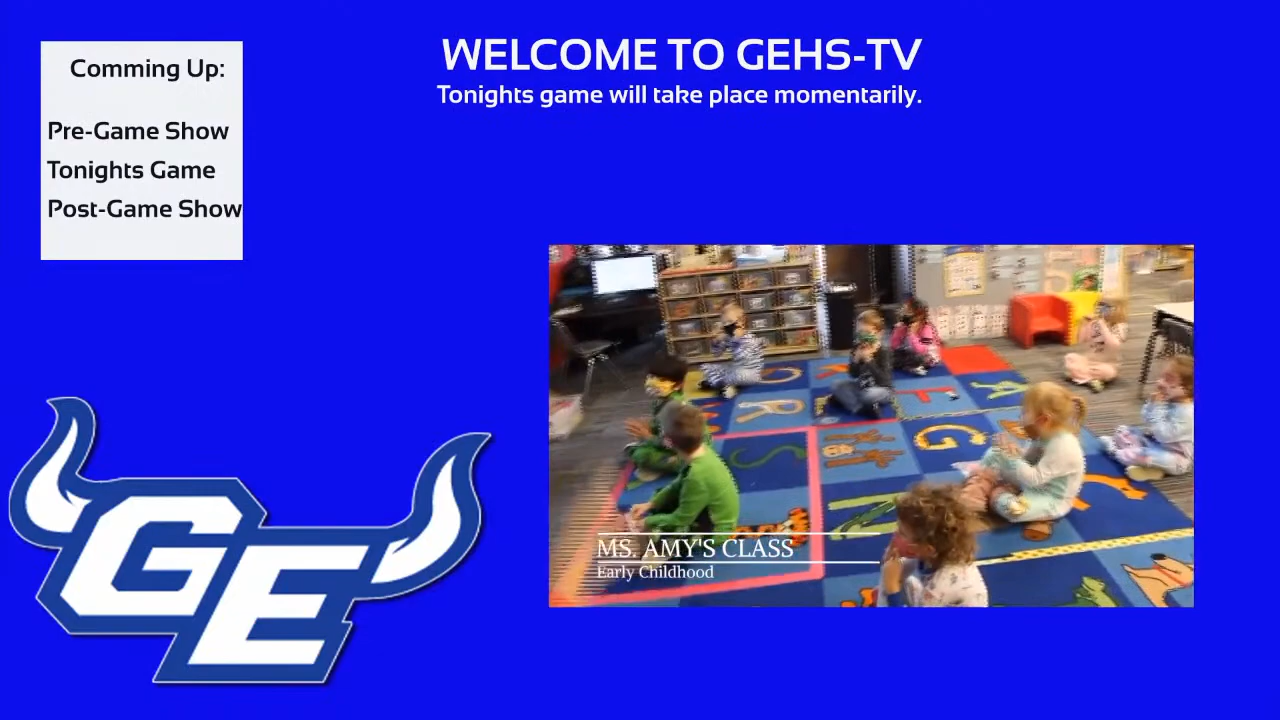 WELCOME TO GEHS-TV
Tonights game will take place momentarily.
Comming Up:
Pre-Game Show
Tonights Game
Post-Game Show
GE
MS. AMY'S CLASS
Early Childhood